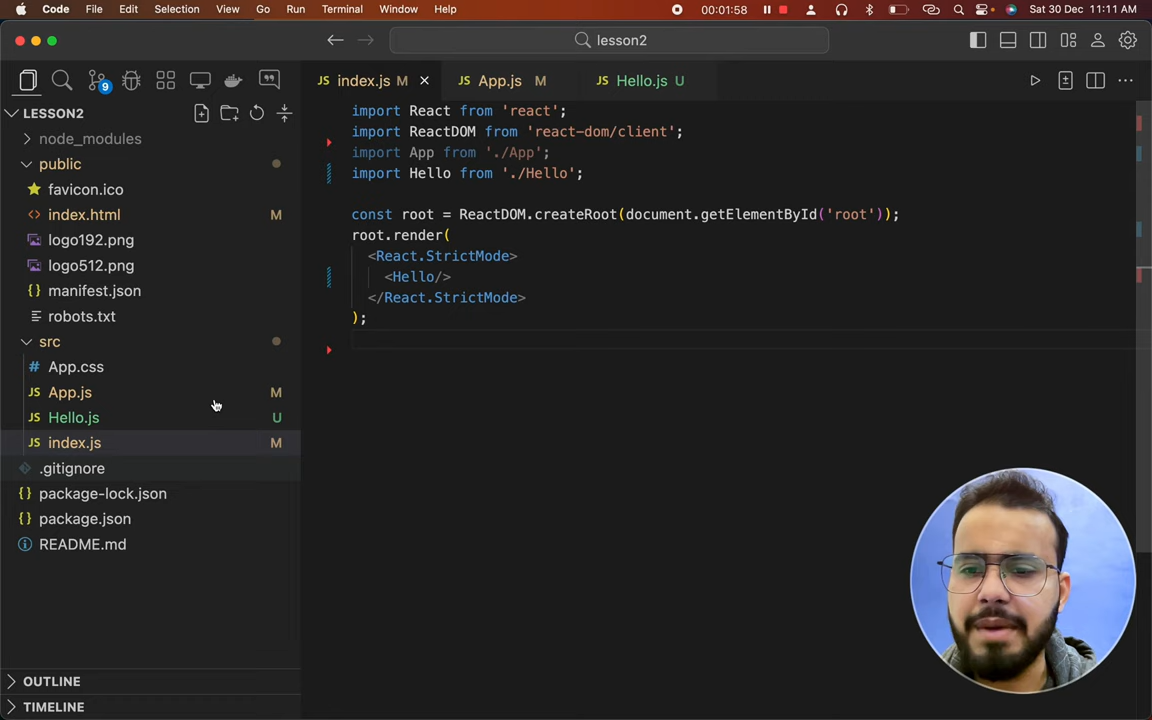 Code File Edit Selection View Go Run Terminal Window Help 00:01:58 Sat 30 Dec 11:11 AM
lesson2
9
JS index.js M JS App.js M JS Hello.js U
LESSON2
node_modules
public
favicon.ico
<> index.html M
logo192.png
logo512.png
{} manifest.json
robots.txt
src
# App.css
JS App.js M
JS Hello.js U
JS index.js M
.gitignore
{} package-lock.json
{} package.json
README.md
OUTLINE
TIMELINE
import React from 'react';
import ReactDOM from 'react-dom/client';
import App from './App';
import Hello from './Hello';
const root = ReactDOM.createRoot(document.getElementById('root'));
root.render(
<React.StrictMode>
<Hello/>
</React.StrictMode>
);